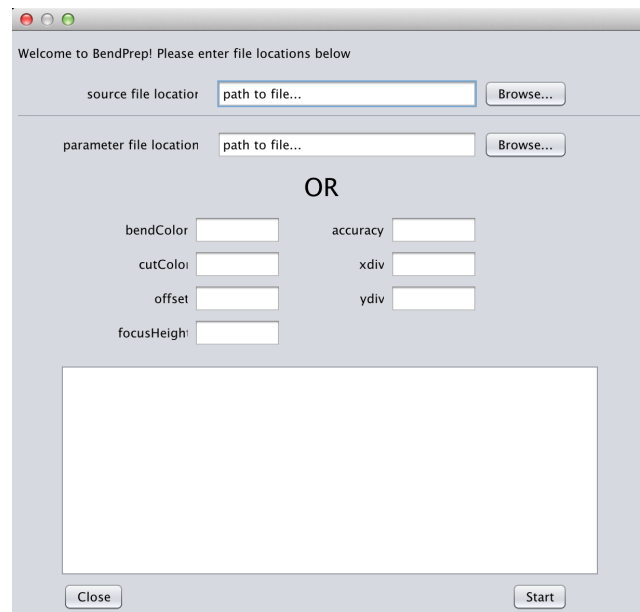 Welcome to BendPrep! Please enter file locations below
source file location path to file... Browse...
parameter file location path to file... Browse...
OR
bendColor accuracy
cutColor xdiv
offset ydiv
focusHeight
Close Start